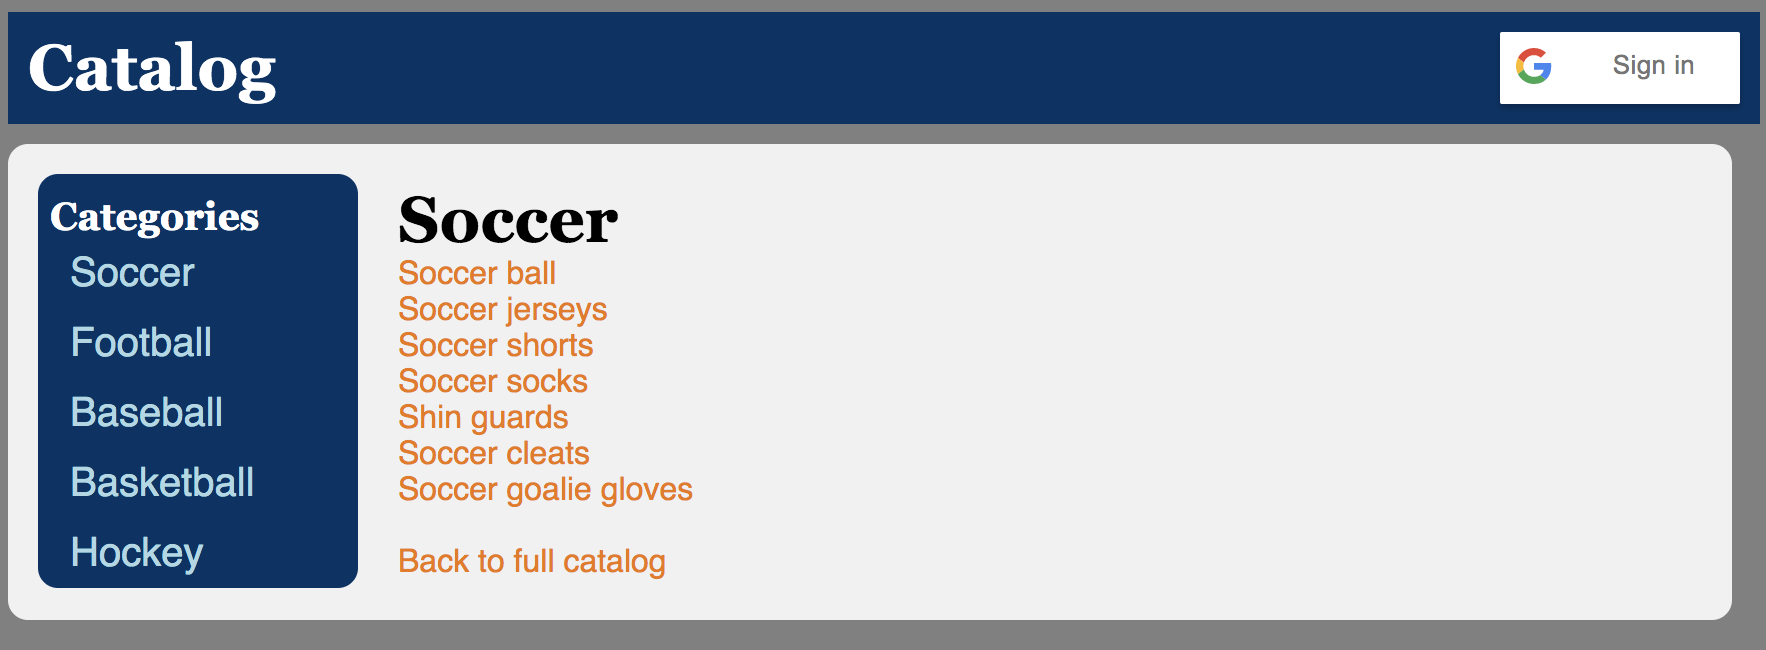 Catalog
Sign in
Categories
Soccer
Football
Baseball
Basketball
Hockey
Soccer
Soccer ball
Soccer jerseys
Soccer shorts
Soccer socks
Shin guards
Soccer cleats
Soccer goalie gloves
Back to full catalog